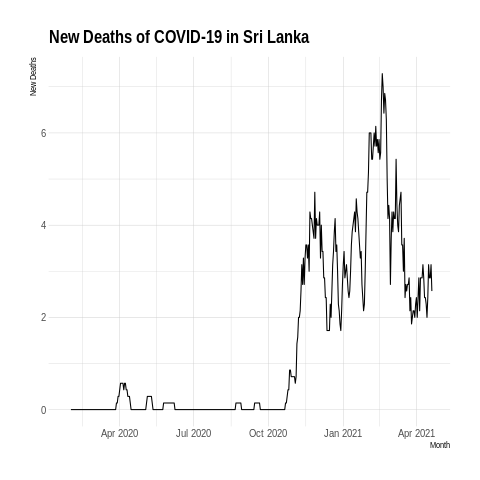 New Deaths of COVID-19 in Sri Lanka
New Deaths
6
4
2
0
Apr 2020 Jul 2020 Oct 2020 Jan 2021 Apr 2021
Month